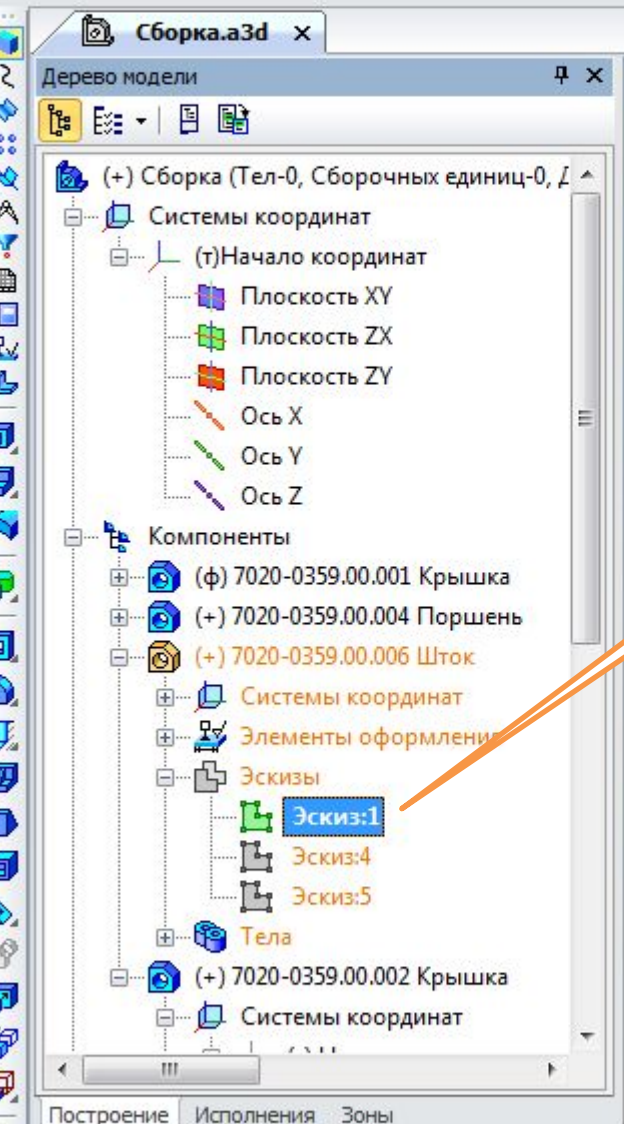 Сборка.a3d
Дерево модели
(+) Сборка (Тел-0, Сборочных единиц-0, Д
Системы координат
(т)Начало координат
Плоскость XY
Плоскость ZX
Плоскость ZY
Ось X
Ось Y
Ось Z
Компоненты
(ф) 7020-0359.00.001 Крышка
(+) 7020-0359.00.004 Поршень
(+) 7020-0359.00.006 Шток
Системы координат
Элементы оформления
Эскизы
Эскиз:1
Эскиз:4
Эскиз:5
Тела
(+) 7020-0359.00.002 Крышка
Системы координат
Построение Исполнения Зоны